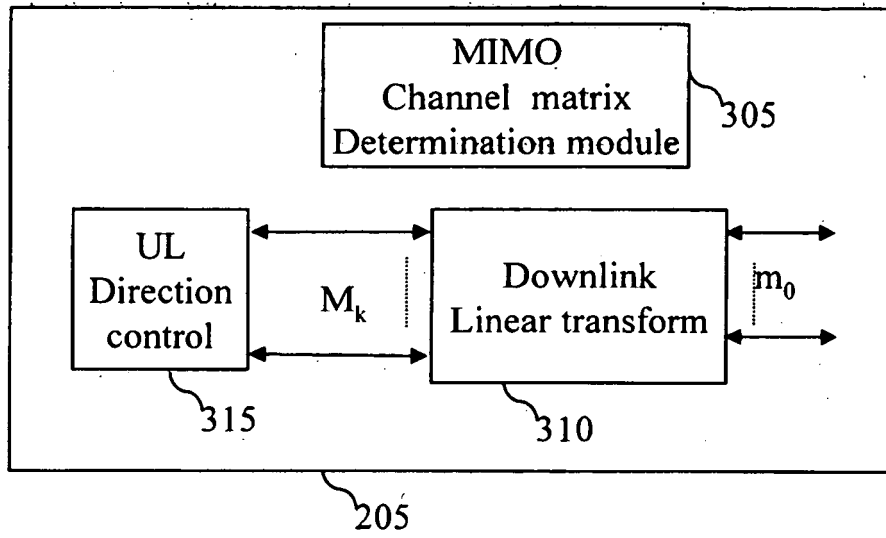 MIMO
Channel matrix
Determination module
305
UL
Direction
control
M_k
Downlink
Linear transform
m_0
315
310
205